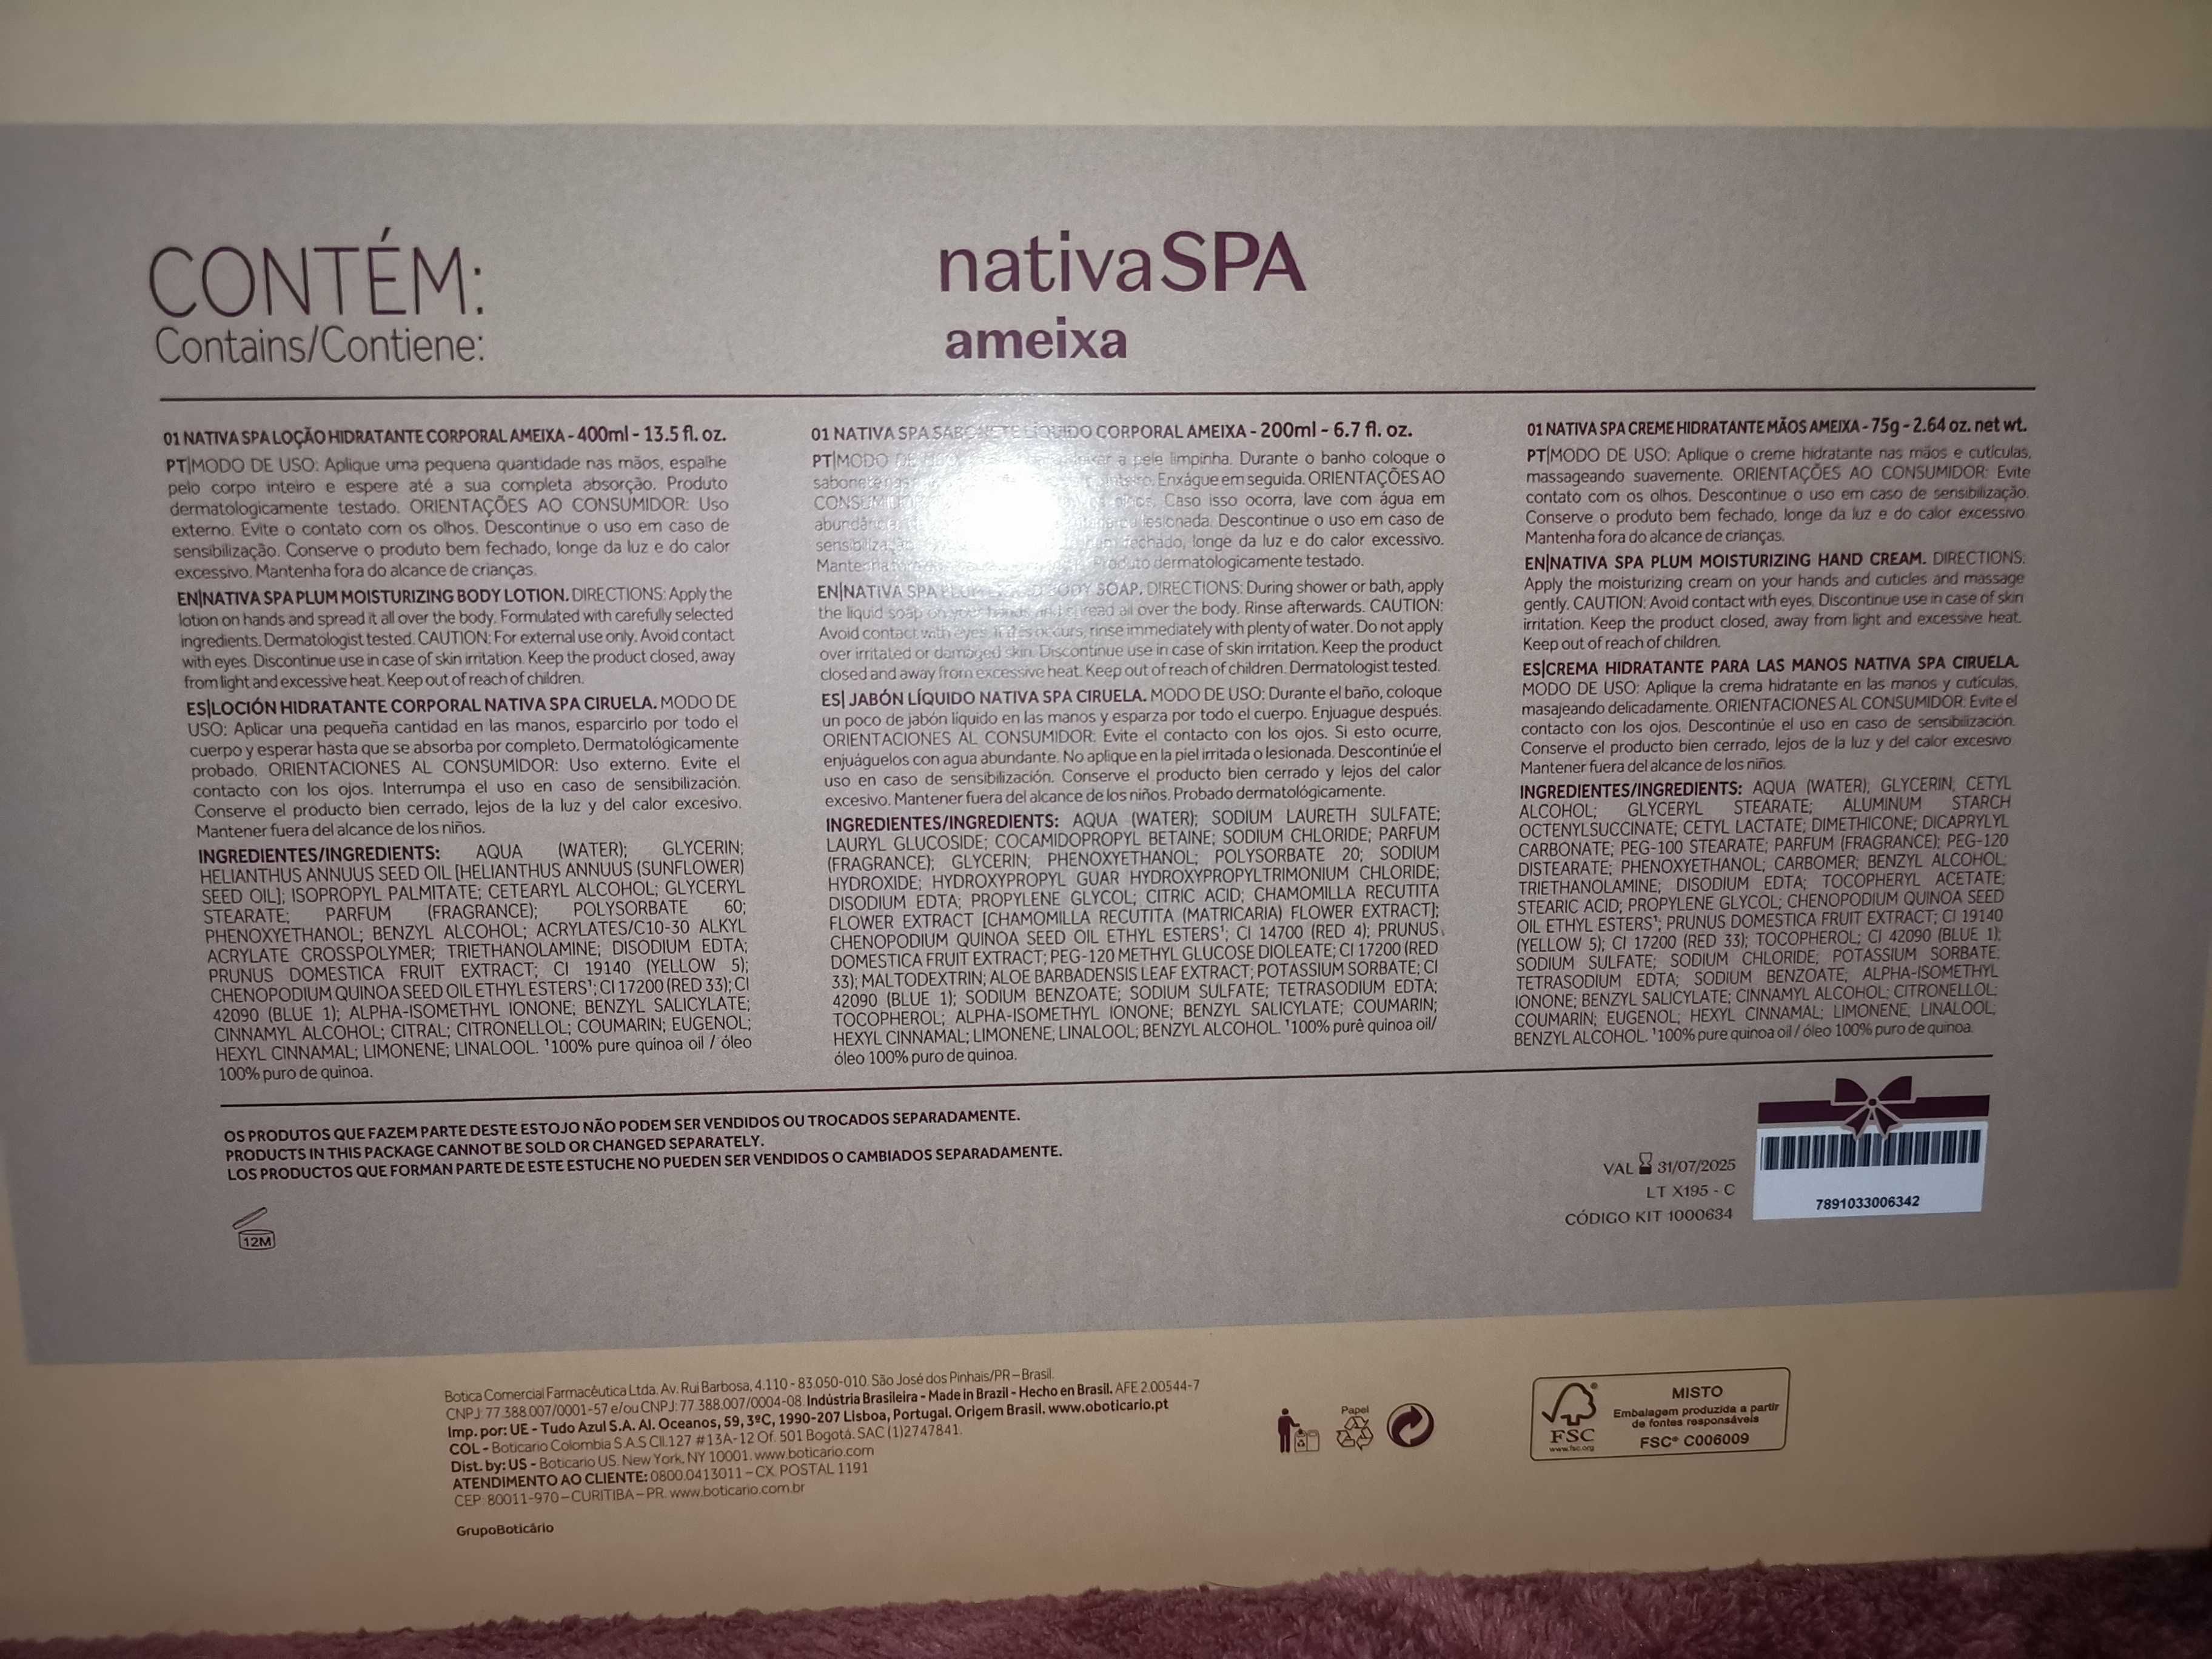 CONTÉM:
Contains/Contiene:
nativaSPA
ameixa
01 NATIVA SPA LOÇÃO HIDRATANTE CORPORAL AMEIXA - 400ml - 13.5 fl. oz.
PT|MODO DE USO: Aplique uma pequena quantidade nas mãos, espalhe
pelo corpo inteiro e espere até a sua completa absorção. Produto
dermatologicamente testado. ORIENTAÇÕES AO CONSUMIDOR: Uso
externo. Evite o contato com os olhos. Descontinue o uso em caso de
sensibilização. Conserve o produto bem fechado, longe da luz e do calor
excessivo. Mantenha fora do alcance de crianças.
EN|NATIVA SPA PLUM MOISTURIZING BODY LOTION. DIRECTIONS: Apply the
lotion on hands and spread it all over the body. Formulated with carefully selected
ingredients. Dermatologist tested. CAUTION: For external use only. Avoid contact
with eyes. Discontinue use in case of skin irritation. Keep the product closed, away
from light and excessive heat. Keep out of reach of children.
ES|LOCIÓN HIDRATANTE CORPORAL NATIVA SPA CIRUELA. MODO DE
USO: Aplicar una pequeña cantidad en las manos, esparcirlo por todo el
cuerpo y esperar hasta que se absorba por completo. Dermatológicamente
probado. ORIENTACIONES AL CONSUMIDOR: Uso externo. Evite el
contacto con los ojos. Interrumpa el uso en caso de sensibilización.
Conserve el producto bien cerrado, lejos de la luz y del calor excesivo.
Mantener fuera del alcance de los niños.
INGREDIENTES/INGREDIENTS: AQUA (WATER); GLYCERIN;
HELIANTHUS ANNUUS SEED OIL [HELIANTHUS ANNUUS (SUNFLOWER)
SEED OIL]; ISOPROPYL PALMITATE; CETEARYL ALCOHOL; GLYCERYL
STEARATE; PARFUM (FRAGRANCE); POLYSORBATE 60;
PHENOXYETHANOL; BENZYL ALCOHOL; ACRYLATES/C10-30 ALKYL
ACRYLATE CROSSPOLYMER; TRIETHANOLAMINE; DISODIUM EDTA;
PRUNUS DOMESTICA FRUIT EXTRACT; CI 19140 (YELLOW 5);
CHENOPODIUM QUINOA SEED OIL ETHYL ESTERS¹; CI 17200 (RED 33); CI
42090 (BLUE 1); ALPHA-ISOMETHYL IONONE; BENZYL SALICYLATE;
CINNAMYL ALCOHOL; CITRAL; CITRONELLOL; COUMARIN; EUGENOL;
HEXYL CINNAMAL; LIMONENE; LINALOOL. ¹100% pure quinoa oil / óleo
100% puro de quinoa.
01 NATIVA SPA SABONETE LÍQUIDO CORPORAL AMEIXA - 200ml - 6.7 fl. oz.
PT|MODO DE USO a pele limpinha. Durante o banho coloque o
sabonete Enxágue em seguida. ORIENTAÇÕES AO
CONSUMIDOR Caso isso ocorra, lave com água em
abundância lesionada. Descontinue o uso em caso de
sensibilização fechado, longe da luz e do calor excessivo.
Mantenha Produto dermatologicamente testado.
EN|NATIVA SPA PLUM BODY SOAP. DIRECTIONS: During shower or bath, apply
the liquid soap on your hands and spread all over the body. Rinse afterwards. CAUTION:
Avoid contact with eyes. If it occurs, rinse immediately with plenty of water. Do not apply
over irritated or damaged skin. Discontinue use in case of skin irritation. Keep the product
closed and away from excessive heat. Keep out of reach of children. Dermatologist tested.
ES| JABÓN LÍQUIDO NATIVA SPA CIRUELA. MODO DE USO: Durante el baño, coloque
un poco de jabón líquido en las manos y esparza por todo el cuerpo. Enjuague después.
ORIENTACIONES AL CONSUMIDOR: Evite el contacto con los ojos. Si esto ocurre,
enjuáguelos con agua abundante. No aplique en la piel irritada o lesionada. Descontinúe el
uso en caso de sensibilización. Conserve el producto bien cerrado y lejos del calor
excesivo. Mantener fuera del alcance de los niños. Probado dermatológicamente.
INGREDIENTES/INGREDIENTS: AQUA (WATER); SODIUM LAURETH SULFATE;
LAURYL GLUCOSIDE; COCAMIDOPROPYL BETAINE; SODIUM CHLORIDE; PARFUM
(FRAGRANCE); GLYCERIN; PHENOXYETHANOL; POLYSORBATE 20; SODIUM
HYDROXIDE; HYDROXYPROPYL GUAR HYDROXYPROPYLTRIMONIUM CHLORIDE;
DISODIUM EDTA; PROPYLENE GLYCOL; CITRIC ACID; CHAMOMILLA RECUTITA
FLOWER EXTRACT [CHAMOMILLA RECUTITA (MATRICARIA) FLOWER EXTRACT];
CHENOPODIUM QUINOA SEED OIL ETHYL ESTERS¹; CI 14700 (RED 4); PRUNUS
DOMESTICA FRUIT EXTRACT; PEG-120 METHYL GLUCOSE DIOLEATE; CI 17200 (RED
33); MALTODEXTRIN; ALOE BARBADENSIS LEAF EXTRACT; POTASSIUM SORBATE; CI
42090 (BLUE 1); SODIUM BENZOATE; SODIUM SULFATE; TETRASODIUM EDTA;
TOCOPHEROL; ALPHA-ISOMETHYL IONONE; BENZYL SALICYLATE; COUMARIN;
HEXYL CINNAMAL; LIMONENE; LINALOOL; BENZYL ALCOHOL. ¹100% pure quinoa oil/
óleo 100% puro de quinoa.
01 NATIVA SPA CREME HIDRATANTE MÃOS AMEIXA - 75g - 2.64 oz. net wt.
PT|MODO DE USO: Aplique o creme hidratante nas mãos e cutículas,
massageando suavemente. ORIENTAÇÕES AO CONSUMIDOR: Evite
contato com os olhos. Descontinue o uso em caso de sensibilização.
Conserve o produto bem fechado, longe da luz e do calor excessivo.
Mantenha fora do alcance de crianças.
EN|NATIVA SPA PLUM MOISTURIZING HAND CREAM. DIRECTIONS:
Apply the moisturizing cream on your hands and cuticles and massage
gently. CAUTION: Avoid contact with eyes. Discontinue use in case of skin
irritation. Keep the product closed, away from light and excessive heat.
Keep out of reach of children.
ES|CREMA HIDRATANTE PARA LAS MANOS NATIVA SPA CIRUELA.
MODO DE USO: Aplique la crema hidratante en las manos y cutículas,
masajeando delicadamente. ORIENTACIONES AL CONSUMIDOR: Evite el
contacto con los ojos. Descontinúe el uso en caso de sensibilización.
Conserve el producto bien cerrado, lejos de la luz y del calor excesivo.
Mantener fuera del alcance de los niños.
INGREDIENTES/INGREDIENTS: AQUA (WATER); GLYCERIN; CETYL
ALCOHOL; GLYCERYL STEARATE; ALUMINUM STARCH
OCTENYLSUCCINATE; CETYL LACTATE; DIMETHICONE; DICAPRYLYL
CARBONATE; PEG-100 STEARATE; PARFUM (FRAGRANCE); PEG-120
DISTEARATE; PHENOXYETHANOL; CARBOMER; BENZYL ALCOHOL;
TRIETHANOLAMINE; DISODIUM EDTA; TOCOPHERYL ACETATE;
STEARIC ACID; PROPYLENE GLYCOL; CHENOPODIUM QUINOA SEED
OIL ETHYL ESTERS¹; PRUNUS DOMESTICA FRUIT EXTRACT; CI 19140
(YELLOW 5); CI 17200 (RED 33); TOCOPHEROL; CI 42090 (BLUE 1);
SODIUM SULFATE; SODIUM CHLORIDE; POTASSIUM SORBATE;
TETRASODIUM EDTA; SODIUM BENZOATE; ALPHA-ISOMETHYL
IONONE; BENZYL SALICYLATE; CINNAMYL ALCOHOL; CITRONELLOL;
COUMARIN; EUGENOL; HEXYL CINNAMAL; LIMONENE; LINALOOL;
BENZYL ALCOHOL. ¹100% pure quinoa oil / óleo 100% puro de quinoa.
OS PRODUTOS QUE FAZEM PARTE DESTE ESTOJO NÃO PODEM SER VENDIDOS OU TROCADOS SEPARADAMENTE.
PRODUCTS IN THIS PACKAGE CANNOT BE SOLD OR CHANGED SEPARATELY.
LOS PRODUCTOS QUE FORMAN PARTE DE ESTE ESTUCHE NO PUEDEN SER VENDIDOS O CAMBIADOS SEPARADAMENTE.
12M
VAL 31/07/2025
LT X195 - C
CÓDIGO KIT 1000634
7891033006342
Botica Comercial Farmacêutica Ltda. Av. Rui Barbosa, 4.110 - 83.050-010. São José dos Pinhais/PR – Brasil.
CNPJ: 77.388.007/0001-57 e/ou CNPJ: 77.388.007/0004-08. Indústria Brasileira - Made in Brazil - Hecho en Brasil. AFE 2.00544-7
Imp. por: UE - Tudo Azul S.A. Al. Oceanos, 59, 3ºC, 1990-207 Lisboa, Portugal. Origem Brasil. www.oboticario.pt
COL - Boticario Colombia S.A.S Cll.127 #13A-12 Of. 501 Bogotá. SAC (1)2747841.
Dist. by: US - Boticario US. New York, NY 10001. www.boticario.com
ATENDIMENTO AO CLIENTE: 0800.0413011 – CX. POSTAL 1191
CEP: 80011-970 – CURITIBA – PR. www.boticario.com.br
GrupoBoticário
Papel
FSC
www.fsc.org
MISTO
Embalagem produzida a partir
de fontes responsáveis
FSC® C006009